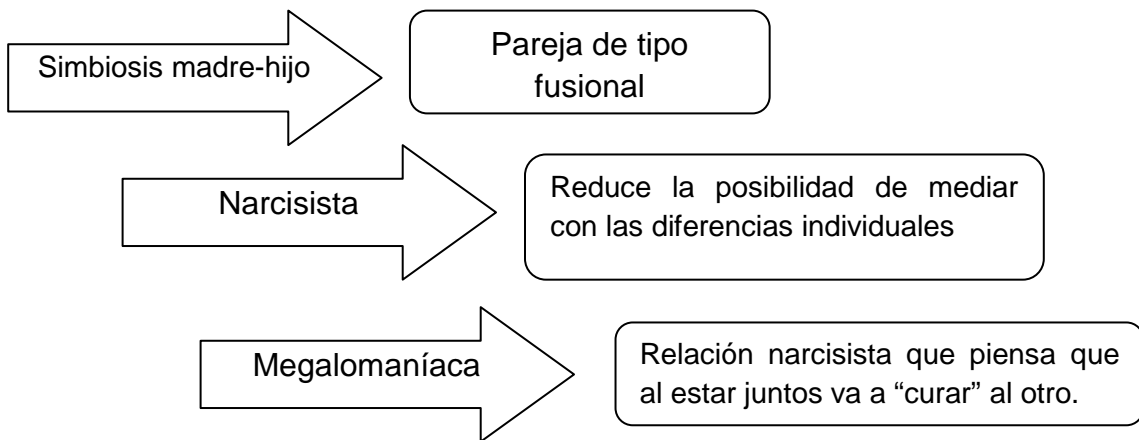 Simbiosis madre-hijo
Pareja de tipo
fusional
Narcisista
Reduce la posibilidad de mediar
con las diferencias individuales
Megalomaníaca
Relación narcisista que piensa que
al estar juntos va a “curar” al otro.